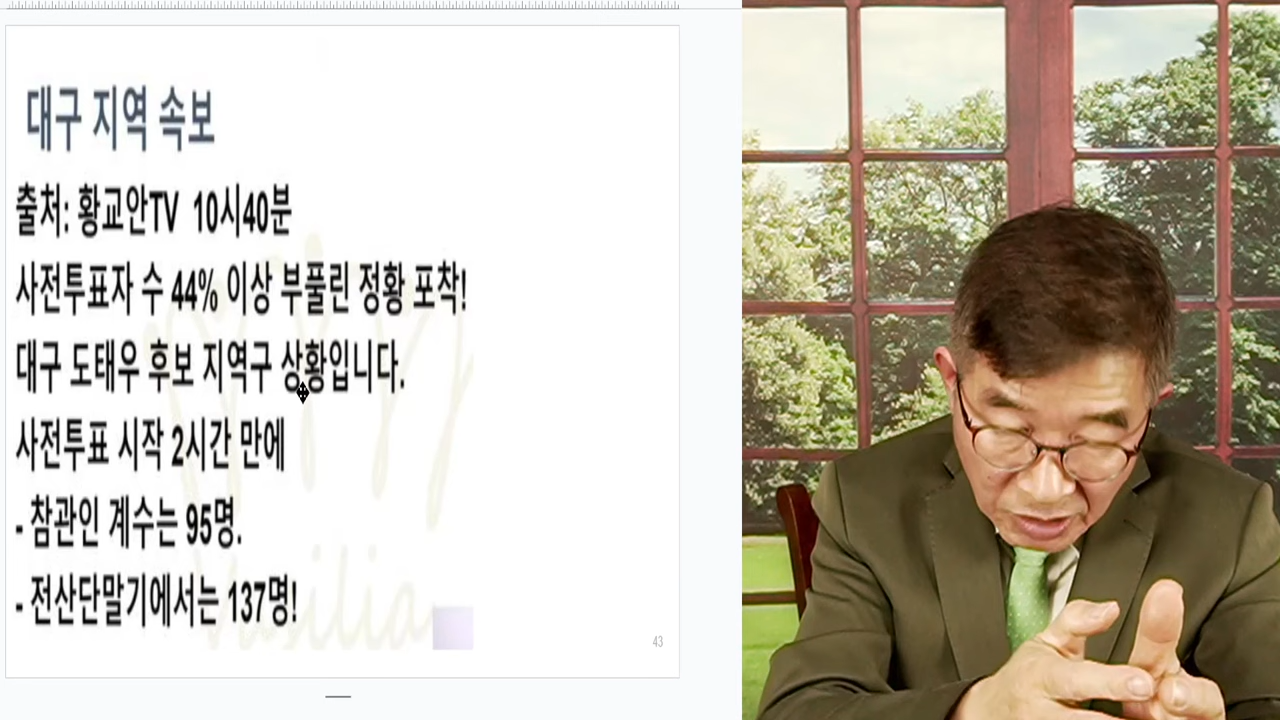 대구 지역 속보
출처: 황교안TV 10시40분
사전투표자 수 44% 이상 부풀린 정황 포착!
대구 도태우 후보 지역구 상황입니다.
사전투표 시작 2시간 만에
- 참관인 계수는 95명.
- 전산단말기에서는 137명!
43